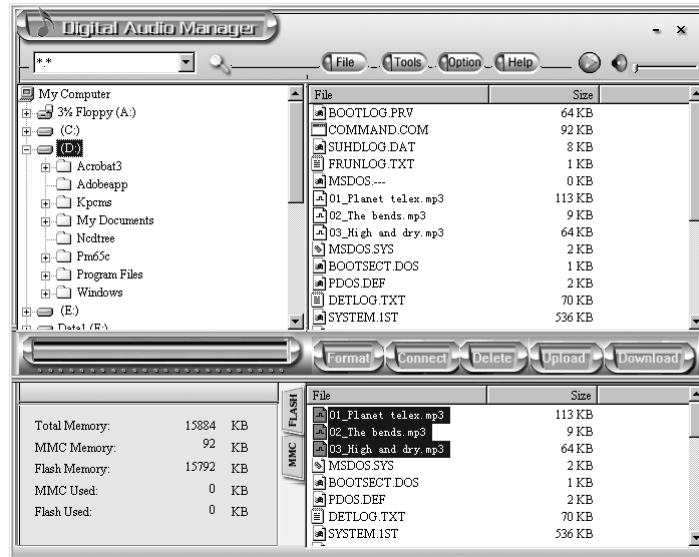 Digital Audio Manager
*.*
File Tools Option Help
My Computer
3½ Floppy (A:)
(C:)
(D:)
Acrobat3
Adobeapp
Kpcms
My Documents
Ncdtree
Pm65c
Program Files
Windows
(E:)
Data1 (F:)
File Size
BOOTLOG.PRV 64 KB
COMMAND.COM 92 KB
SUHDLOG.DAT 8 KB
FRUNLOG.TXT 1 KB
MSDOS.--- 0 KB
01_Planet telex.mp3 113 KB
02_The bends.mp3 9 KB
03_High and dry.mp3 64 KB
MSDOS.SYS 2 KB
BOOTSECT.DOS 1 KB
PDOS.DEF 2 KB
DETLOG.TXT 70 KB
SYSTEM.1ST 536 KB
Format Connect Delete Upload Download
Total Memory: 15884 KB
MMC Memory: 92 KB
Flash Memory: 15792 KB
MMC Used: 0 KB
Flash Used: 0 KB
FLASH
MMC
File Size
01_Planet telex.mp3 113 KB
02_The bends.mp3 9 KB
03_High and dry.mp3 64 KB
MSDOS.SYS 2 KB
BOOTSECT.DOS 1 KB
PDOS.DEF 2 KB
DETLOG.TXT 70 KB
SYSTEM.1ST 536 KB